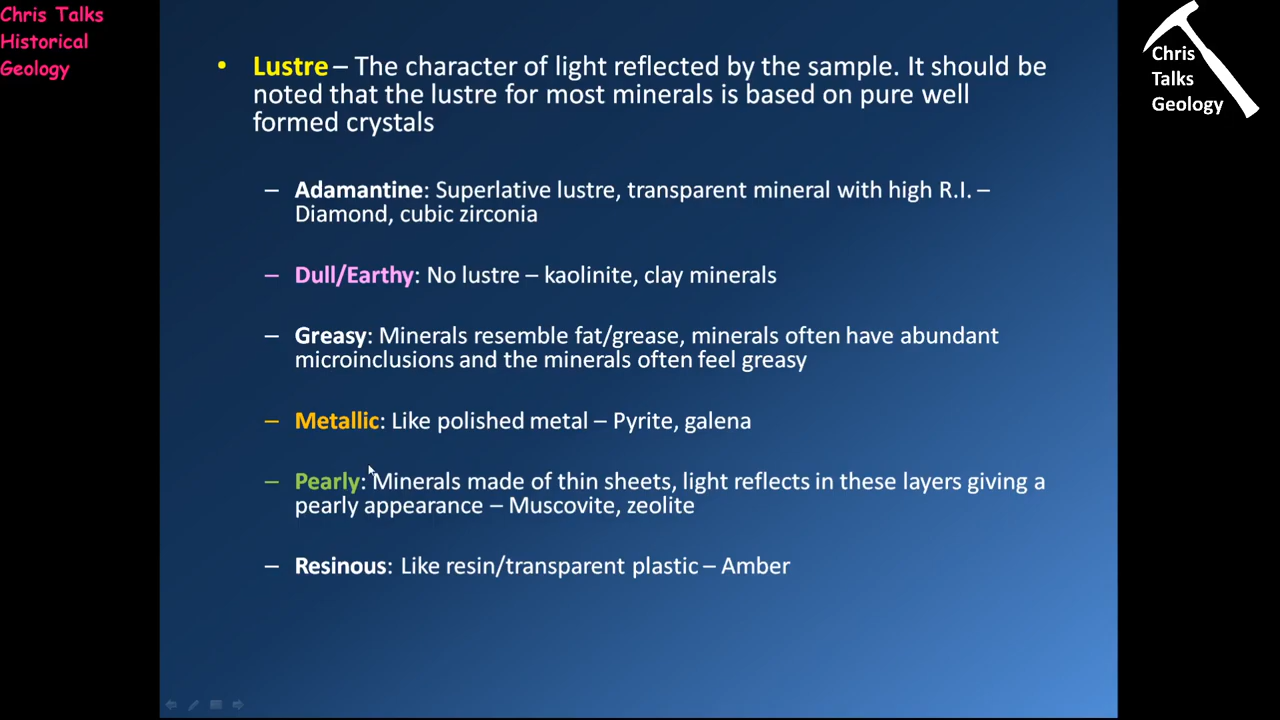 Chris Talks
Historical
Geology
Chris
Talks
Geology
• Lustre – The character of light reflected by the sample. It should be
noted that the lustre for most minerals is based on pure well
formed crystals
– Adamantine: Superlative lustre, transparent mineral with high R.I. –
Diamond, cubic zirconia
– Dull/Earthy: No lustre – kaolinite, clay minerals
– Greasy: Minerals resemble fat/grease, minerals often have abundant
microinclusions and the minerals often feel greasy
– Metallic: Like polished metal – Pyrite, galena
– Pearly: Minerals made of thin sheets, light reflects in these layers giving a
pearly appearance – Muscovite, zeolite
– Resinous: Like resin/transparent plastic – Amber